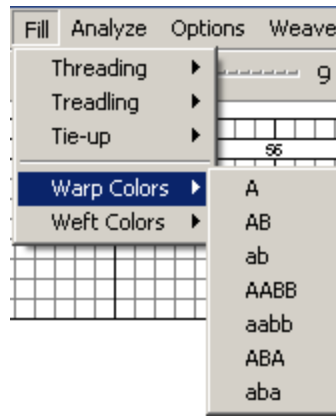 Fill Analyze Options Weave
Threading
9
Treadling
Tie-up
56
Warp Colors
A
Weft Colors
AB
ab
AABB
aabb
ABA
aba